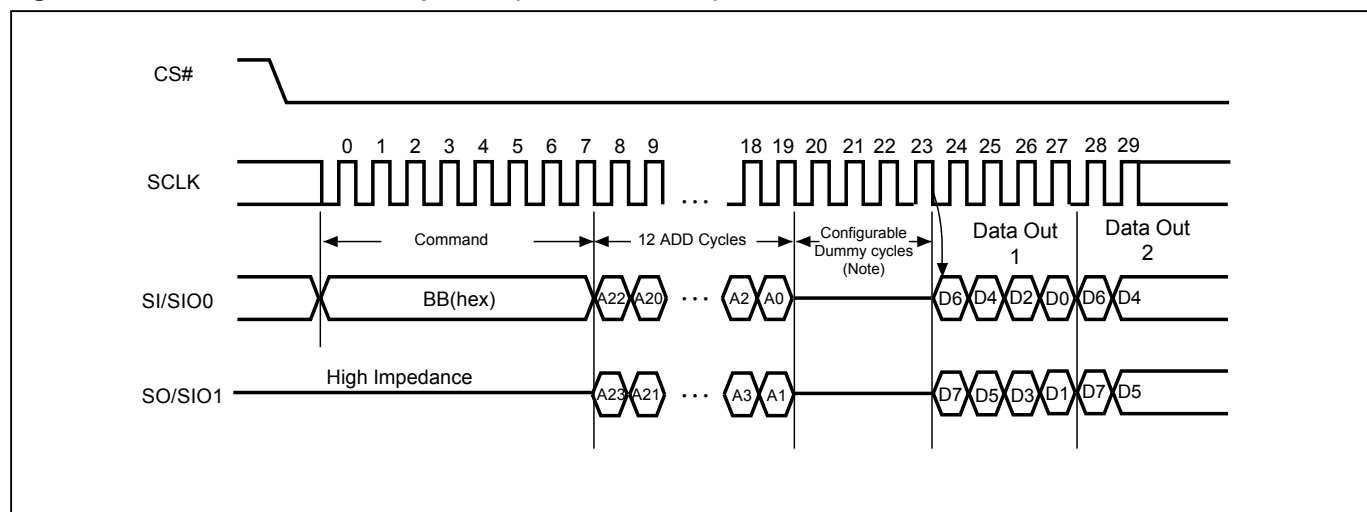 CS#
0 1 2 3 4 5 6 7 8 9 18 19 20 21 22 23 24 25 26 27 28 29
SCLK
...
Command
12 ADD Cycles
Configurable
Dummy cycles
(Note)
Data Out
1
Data Out
2
SI/SIO0
BB(hex)
A22 A20 ... A2 A0
D6 D4 D2 D0 D6 D4
High Impedance
SO/SIO1
A23 A21 ... A3 A1
D7 D5 D3 D1 D7 D5